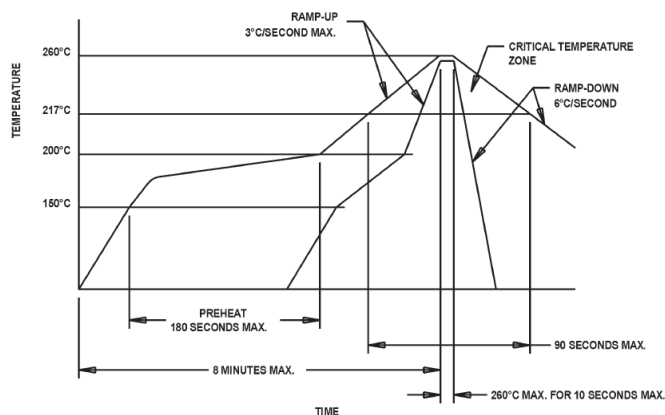 RAMP-UP
3°C/SECOND MAX.
260°C
CRITICAL TEMPERATURE
ZONE
RAMP-DOWN
6°C/SECOND
TEMPERATURE
217°C
200°C
150°C
PREHEAT
180 SECONDS MAX.
90 SECONDS MAX.
8 MINUTES MAX.
260°C MAX. FOR 10 SECONDS MAX.
TIME